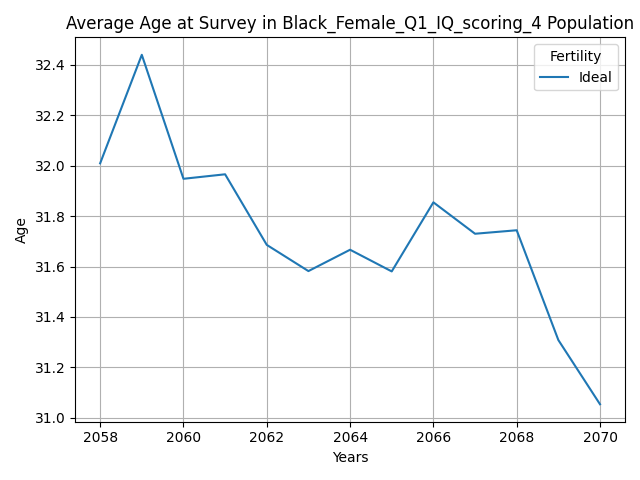 Average Age at Survey in Black_Female_Q1_IQ_scoring_4 Population
Fertility
Ideal
32.4
32.2
32.0
31.8
31.6
31.4
31.2
31.0
Age
2058 2060 2062 2064 2066 2068 2070
Years